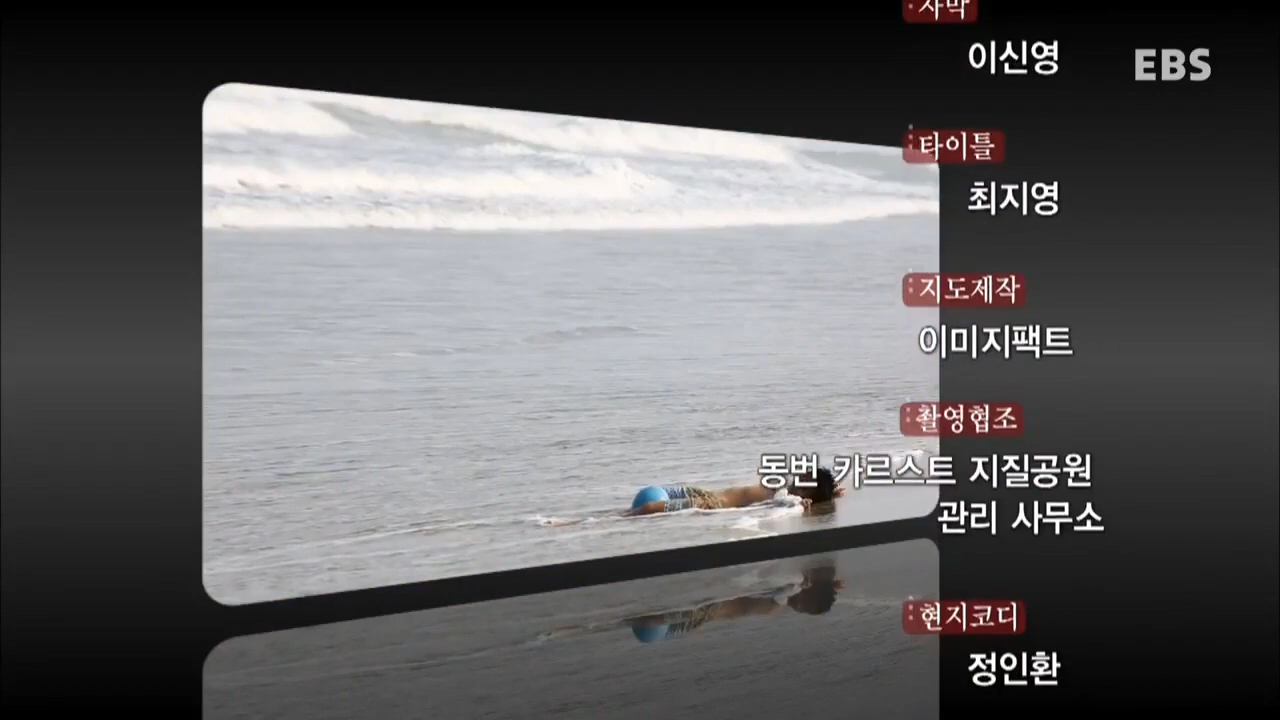 자막
이신영
EBS
타이틀
최지영
지도제작
이미지팩트
촬영협조
동번 카르스트 지질공원
관리 사무소
현지코디
정인환